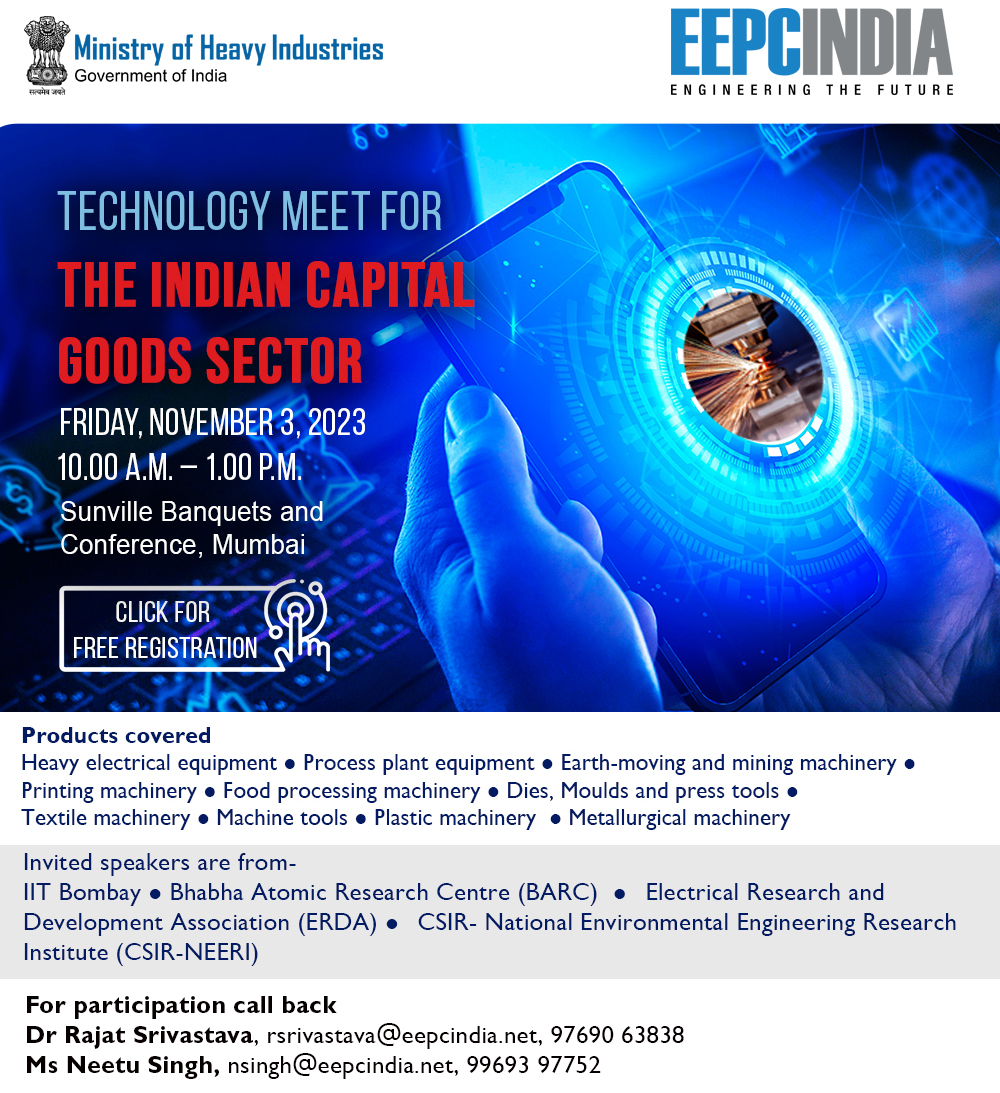 Ministry of Heavy Industries
Government of India
सत्यमेव जयते
EEPCINDIA
ENGINEERING THE FUTURE
TECHNOLOGY MEET FOR
THE INDIAN CAPITAL
GOODS SECTOR
FRIDAY, NOVEMBER 3, 2023
10.00 A.M. – 1.00 P.M.
Sunville Banquets and
Conference, Mumbai
CLICK FOR
FREE REGISTRATION
Products covered
Heavy electrical equipment ● Process plant equipment ● Earth-moving and mining machinery ●
Printing machinery ● Food processing machinery ● Dies, Moulds and press tools ●
Textile machinery ● Machine tools ● Plastic machinery ● Metallurgical machinery
Invited speakers are from-
IIT Bombay ● Bhabha Atomic Research Centre (BARC) ● Electrical Research and
Development Association (ERDA) ● CSIR- National Environmental Engineering Research
Institute (CSIR-NEERI)
For participation call back
Dr Rajat Srivastava, rsrivastava@eepcindia.net, 97690 63838
Ms Neetu Singh, nsingh@eepcindia.net, 99693 97752